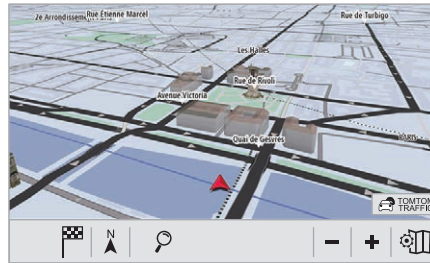 2e Arrondissement
Rue Étienne Marcel
Rue de Turbigo
Les Halles
Rue de Rivoli
Avenue Victoria
Quai de Gesvres
PARIS
TOMTOM
TRAFFIC
N